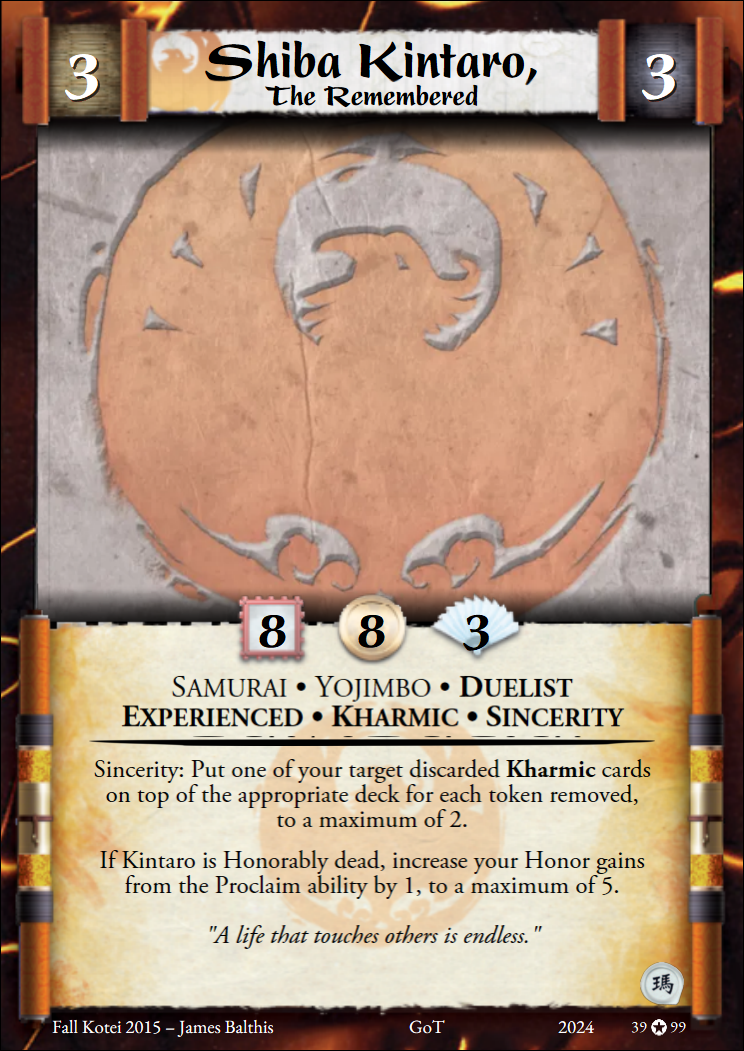 3
Shiba Kintaro,
The Remembered
3
8 8 3
SAMURAI • YOJIMBO • DUELIST
EXPERIENCED • KHARMIC • SINCERITY
Sincerity: Put one of your target discarded Kharmic cards
on top of the appropriate deck for each token removed,
to a maximum of 2.
If Kintaro is Honorably dead, increase your Honor gains
from the Proclaim ability by 1, to a maximum of 5.
"A life that touches others is endless."
瑪
Fall Kotei 2015 – James Balthis GoT 2024 39 ✪ 99